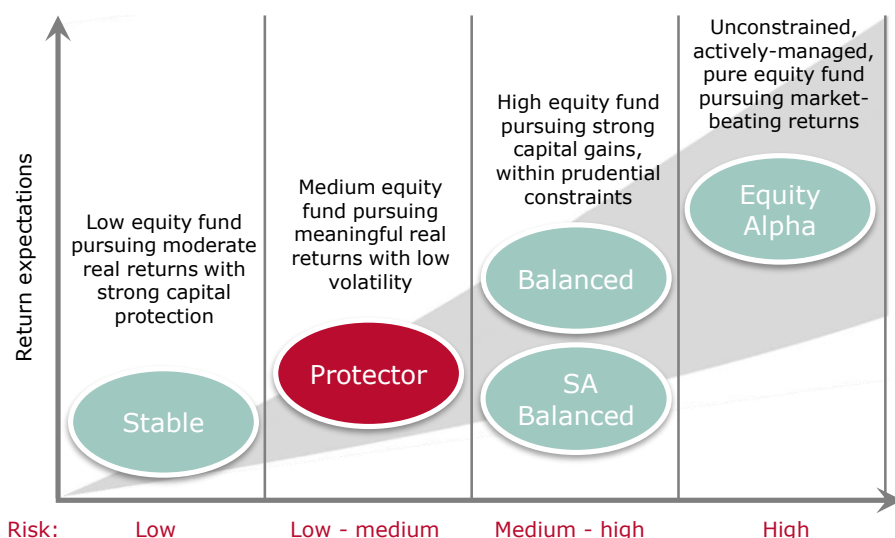 Return expectations
Low equity fund
pursuing moderate
real returns with
strong capital
protection
Stable
Medium equity
fund pursuing
meaningful real
returns with low
volatility
Protector
High equity fund
pursuing strong
capital gains,
within prudential
constraints
Balanced
SA
Balanced
Unconstrained,
actively-managed,
pure equity fund
pursuing market-
beating returns
Equity
Alpha
Risk:
Low
Low - medium
Medium - high
High